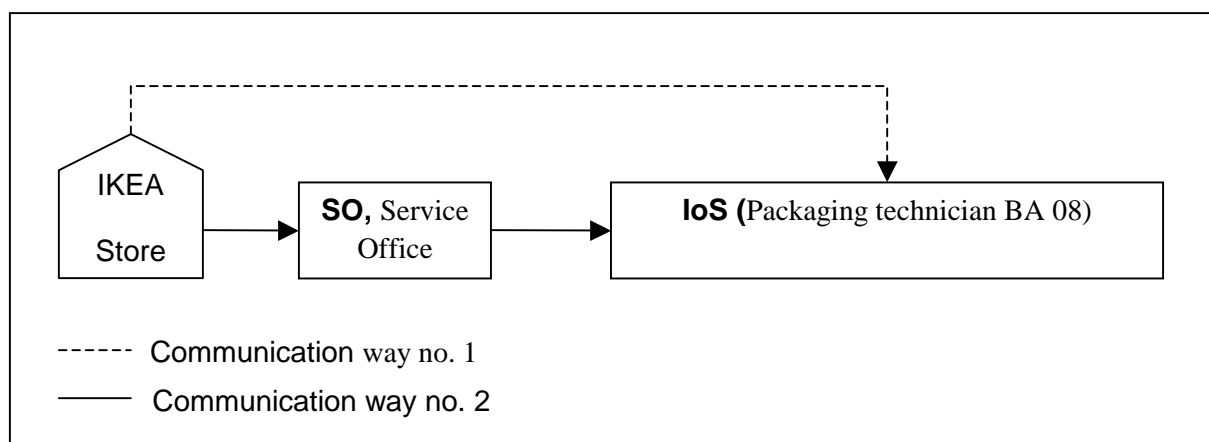 IKEA
Store
SO, Service
Office
IoS (Packaging technician BA 08)
Communication way no. 1
Communication way no. 2